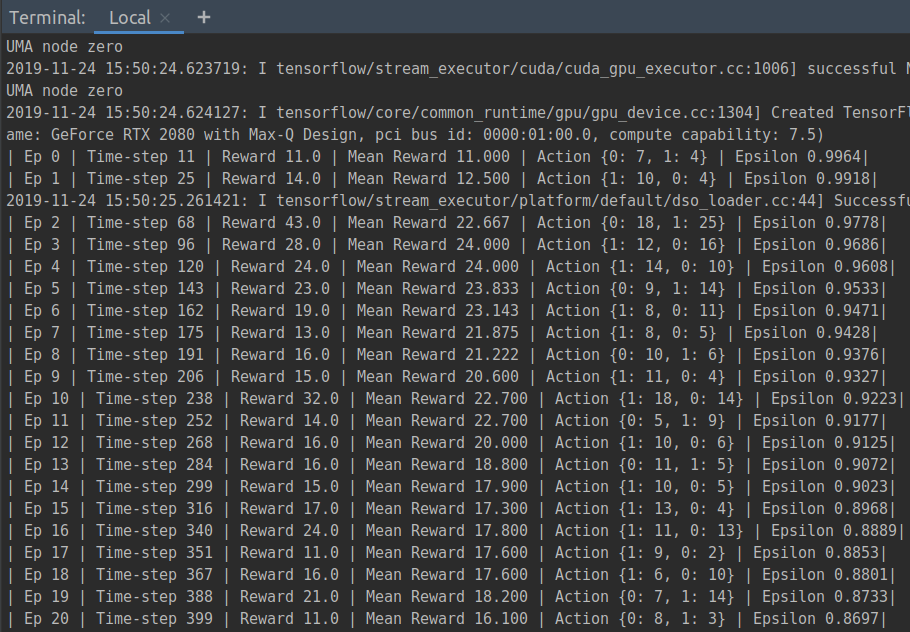 Terminal: Local × +
UMA node zero
2019-11-24 15:50:24.623719: I tensorflow/stream_executor/cuda/cuda_gpu_executor.cc:1006] successful
UMA node zero
2019-11-24 15:50:24.624127: I tensorflow/core/common_runtime/gpu/gpu_device.cc:1304] Created TensorFl
ame: GeForce RTX 2080 with Max-Q Design, pci bus id: 0000:01:00.0, compute capability: 7.5)
| Ep 0 | Time-step 11 | Reward 11.0 | Mean Reward 11.000 | Action {0: 7, 1: 4} | Epsilon 0.9964|
| Ep 1 | Time-step 25 | Reward 14.0 | Mean Reward 12.500 | Action {1: 10, 0: 4} | Epsilon 0.9918|
2019-11-24 15:50:25.261421: I tensorflow/stream_executor/platform/default/dso_loader.cc:44] Successfu
| Ep 2 | Time-step 68 | Reward 43.0 | Mean Reward 22.667 | Action {0: 18, 1: 25} | Epsilon 0.9778|
| Ep 3 | Time-step 96 | Reward 28.0 | Mean Reward 24.000 | Action {1: 12, 0: 16} | Epsilon 0.9686|
| Ep 4 | Time-step 120 | Reward 24.0 | Mean Reward 24.000 | Action {1: 14, 0: 10} | Epsilon 0.9608|
| Ep 5 | Time-step 143 | Reward 23.0 | Mean Reward 23.833 | Action {0: 9, 1: 14} | Epsilon 0.9533|
| Ep 6 | Time-step 162 | Reward 19.0 | Mean Reward 23.143 | Action {1: 8, 0: 11} | Epsilon 0.9471|
| Ep 7 | Time-step 175 | Reward 13.0 | Mean Reward 21.875 | Action {1: 8, 0: 5} | Epsilon 0.9428|
| Ep 8 | Time-step 191 | Reward 16.0 | Mean Reward 21.222 | Action {0: 10, 1: 6} | Epsilon 0.9376|
| Ep 9 | Time-step 206 | Reward 15.0 | Mean Reward 20.600 | Action {1: 11, 0: 4} | Epsilon 0.9327|
| Ep 10 | Time-step 238 | Reward 32.0 | Mean Reward 22.700 | Action {1: 18, 0: 14} | Epsilon 0.9223|
| Ep 11 | Time-step 252 | Reward 14.0 | Mean Reward 22.700 | Action {0: 5, 1: 9} | Epsilon 0.9177|
| Ep 12 | Time-step 268 | Reward 16.0 | Mean Reward 20.000 | Action {1: 10, 0: 6} | Epsilon 0.9125|
| Ep 13 | Time-step 284 | Reward 16.0 | Mean Reward 18.800 | Action {0: 11, 1: 5} | Epsilon 0.9072|
| Ep 14 | Time-step 299 | Reward 15.0 | Mean Reward 17.900 | Action {1: 10, 0: 5} | Epsilon 0.9023|
| Ep 15 | Time-step 316 | Reward 17.0 | Mean Reward 17.300 | Action {1: 13, 0: 4} | Epsilon 0.8968|
| Ep 16 | Time-step 340 | Reward 24.0 | Mean Reward 17.800 | Action {1: 11, 0: 13} | Epsilon 0.8889|
| Ep 17 | Time-step 351 | Reward 11.0 | Mean Reward 17.600 | Action {1: 9, 0: 2} | Epsilon 0.8853|
| Ep 18 | Time-step 367 | Reward 16.0 | Mean Reward 17.600 | Action {1: 6, 0: 10} | Epsilon 0.8801|
| Ep 19 | Time-step 388 | Reward 21.0 | Mean Reward 18.200 | Action {0: 7, 1: 14} | Epsilon 0.8733|
| Ep 20 | Time-step 399 | Reward 11.0 | Mean Reward 16.100 | Action {0: 8, 1: 3} | Epsilon 0.8697|